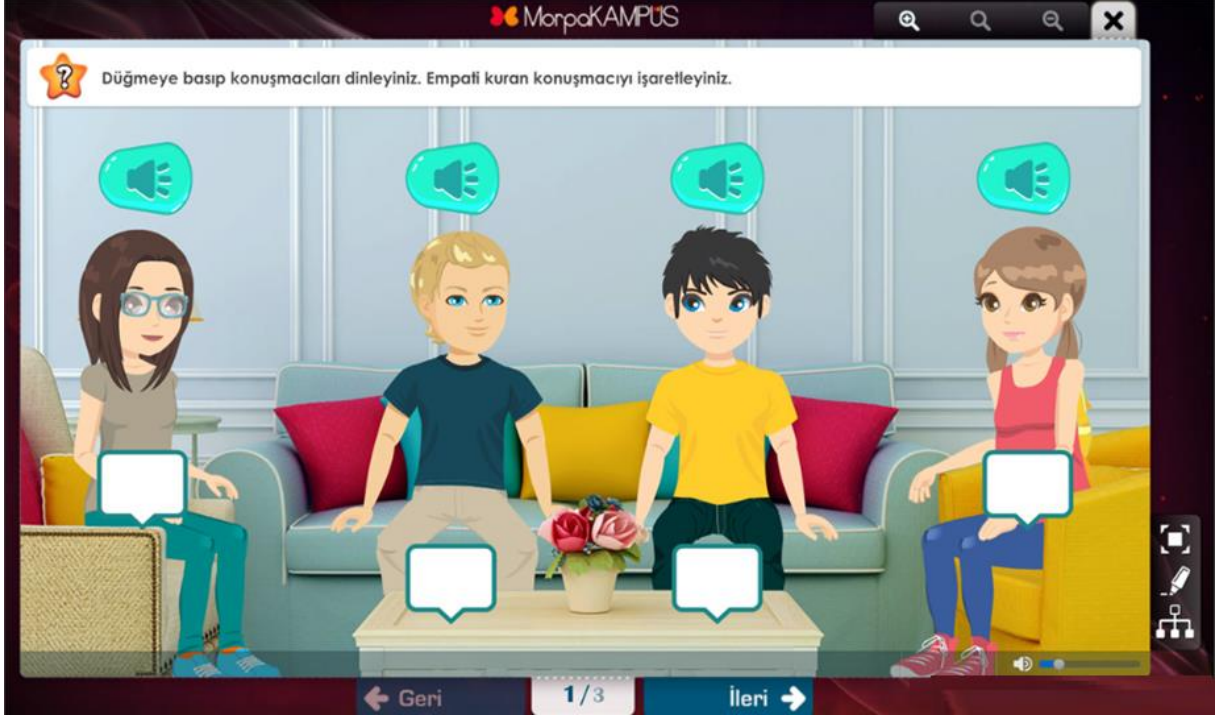 MorpaKAMPÜS
Düğmeye basıp konuşmacıları dinleyiniz. Empati kuran konuşmacıyı işaretleyiniz.
Geri
1/3
İleri